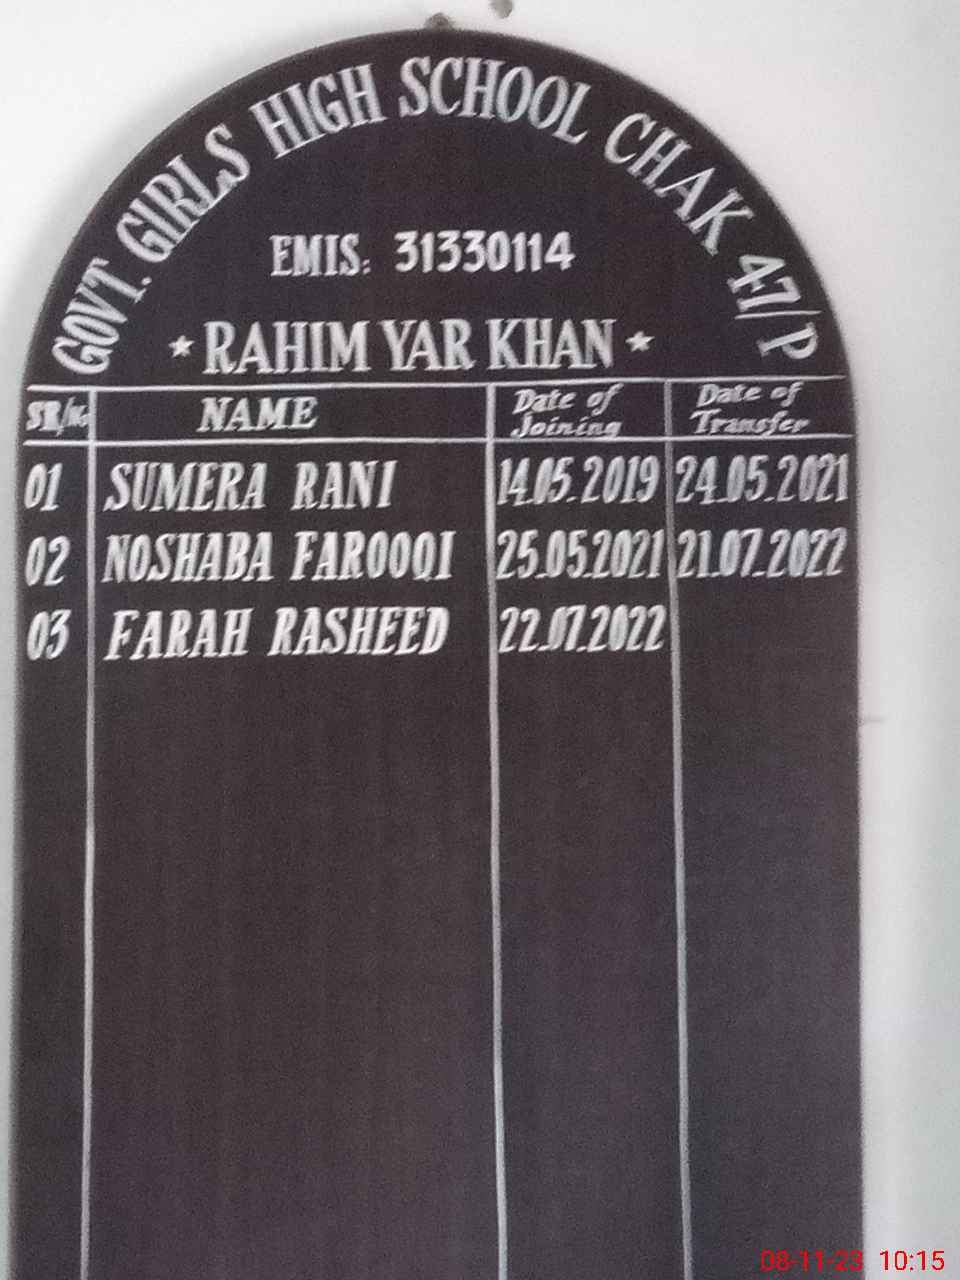 GOVT. GIRLS HIGH SCHOOL CHAK 47/P
EMIS: 31330114
★ RAHIM YAR KHAN ★
SR/No NAME Date of Joining Date of Transfer
01 SUMERA RANI 14.05.2019 24.05.2021
02 NOSHABA FAROOQI 25.05.2021 21.07.2022
03 FARAH RASHEED 22.07.2022
08-11-23 10:15